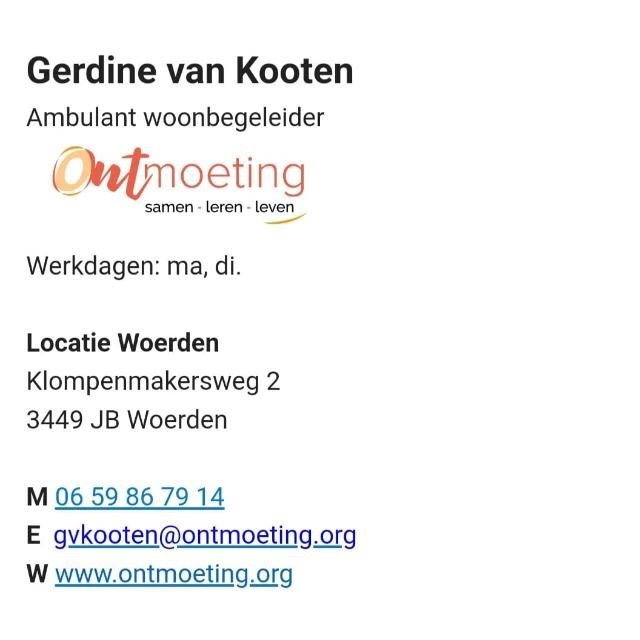 Gerdine van Kooten
Ambulant woonbegeleider
Ontmoeting
samen - leren - leven
Werkdagen: ma, di.
Locatie Woerden
Klompenmakersweg 2
3449 JB Woerden
M 06 59 86 79 14
E gvkooten@ontmoeting.org
W www.ontmoeting.org